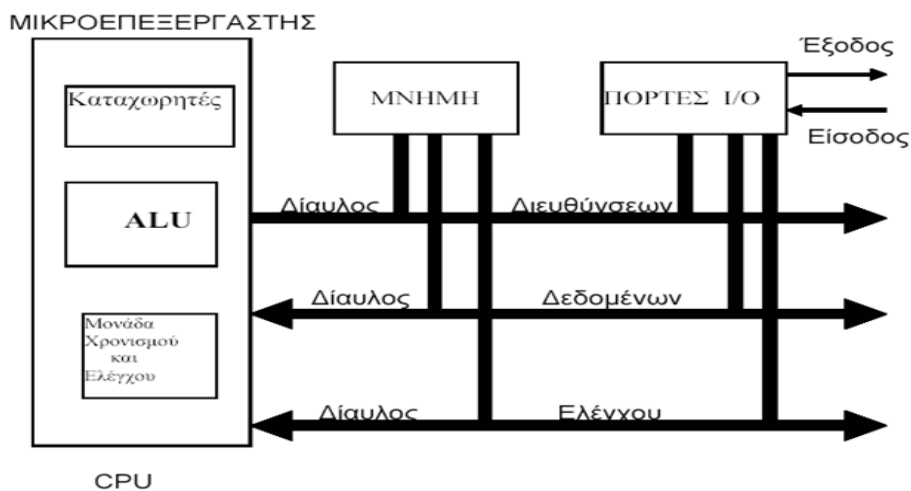 ΜΙΚΡΟΕΠΕΞΕΡΓΑΣΤΗΣ
Καταχωρητές
ALU
Μονάδα
Χρονισμού
και
Ελέγχου
CPU
ΜΝΗΜΗ
ΠΟΡΤΕΣ I/O
Έξοδος
Είσοδος
Δίαυλος Διευθύνσεων
Δίαυλος Δεδομένων
Δίαυλος Ελέγχου